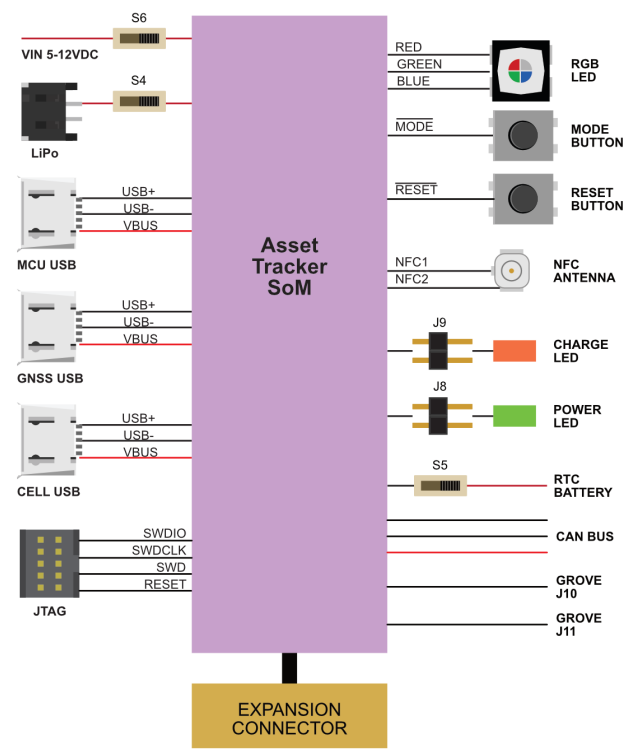 S6
VIN 5-12VDC
S4
LiPo
USB+
USB-
VBUS
MCU USB
USB+
USB-
VBUS
GNSS USB
USB+
USB-
VBUS
CELL USB
SWDIO
SWDCLK
SWD
RESET
JTAG
Asset
Tracker
SoM
RED
GREEN
BLUE
RGB
LED
MODE
MODE
BUTTON
RESET
RESET
BUTTON
NFC1
NFC2
NFC
ANTENNA
J9
CHARGE
LED
J8
POWER
LED
S5
RTC
BATTERY
CAN BUS
GROVE
J10
GROVE
J11
EXPANSION
CONNECTOR